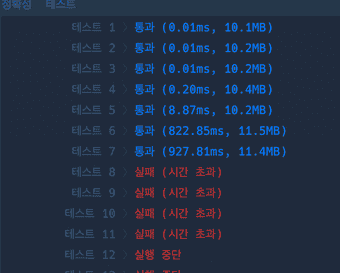 정확성 테스트
테스트 1 〉 통과 (0.01ms, 10.1MB)
테스트 2 〉 통과 (0.01ms, 10.2MB)
테스트 3 〉 통과 (0.01ms, 10.2MB)
테스트 4 〉 통과 (0.20ms, 10.4MB)
테스트 5 〉 통과 (8.87ms, 10.2MB)
테스트 6 〉 통과 (822.85ms, 11.5MB)
테스트 7 〉 통과 (927.81ms, 11.4MB)
테스트 8 〉 실패 (시간 초과)
테스트 9 〉 실패 (시간 초과)
테스트 10 〉 실패 (시간 초과)
테스트 11 〉 실패 (시간 초과)
테스트 12 〉 실행 중단